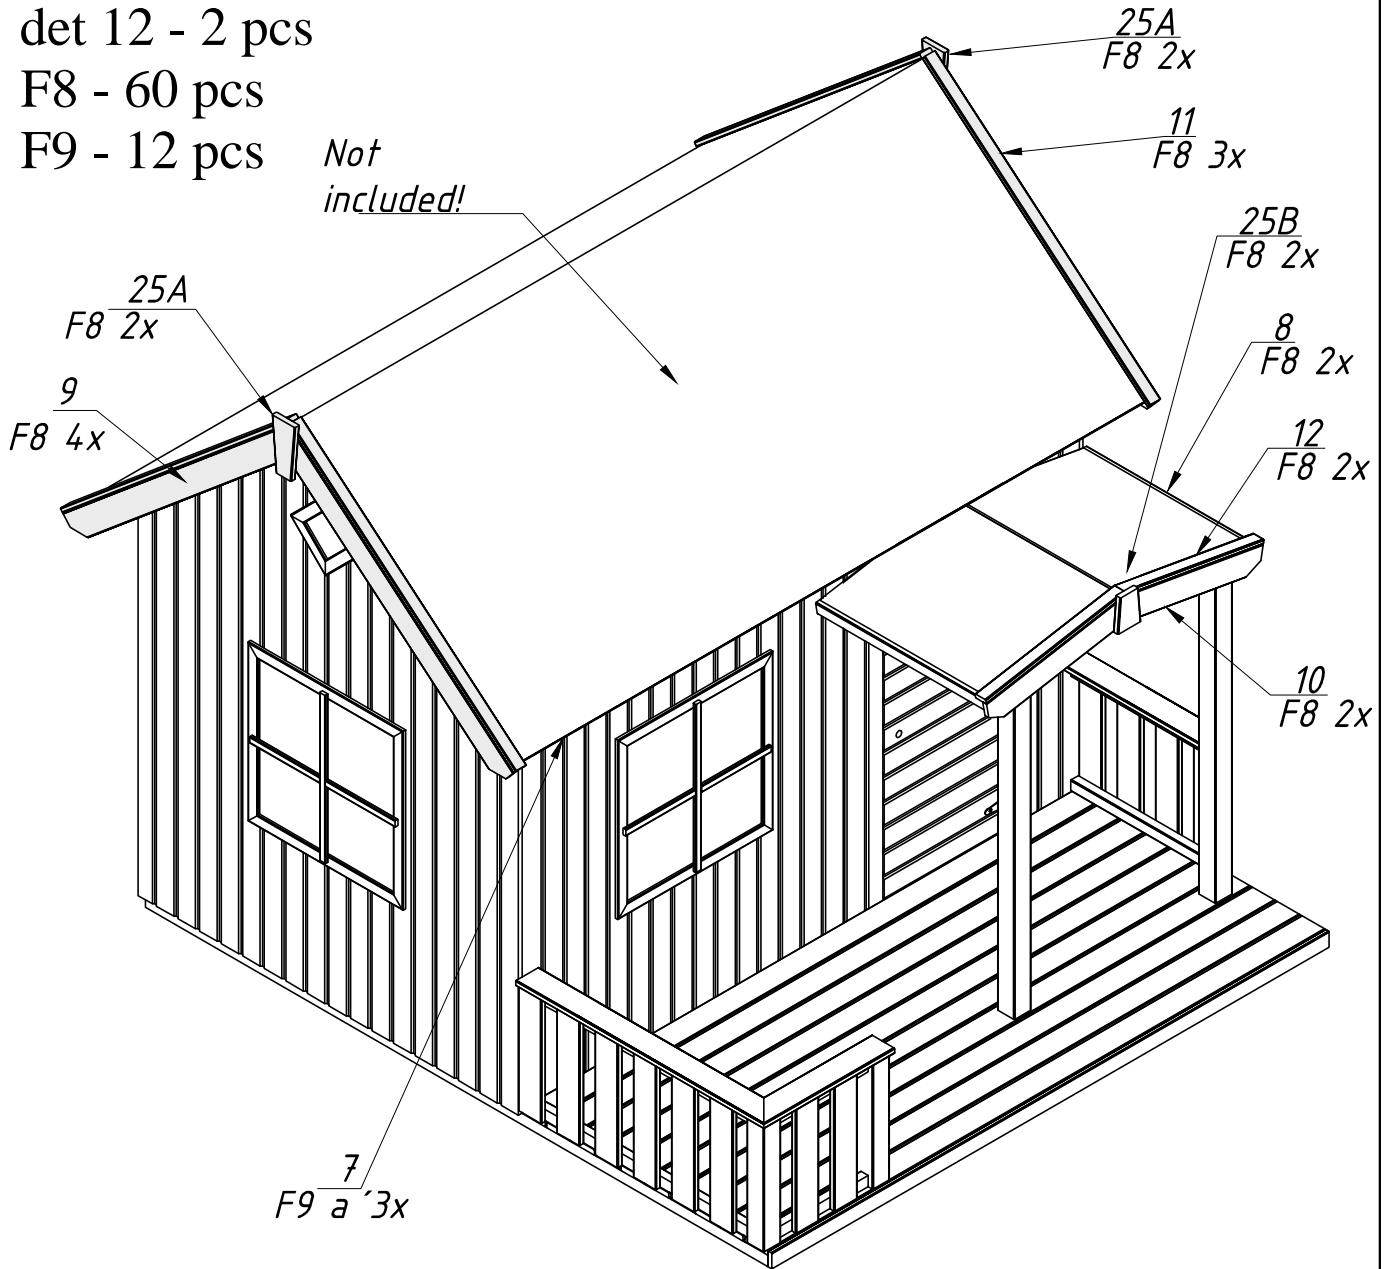 det 12 - 2 pcs
F8 - 60 pcs
F9 - 12 pcs
Not
included!
25A
F8 2x
11
F8 3x
25B
F8 2x
25A
F8 2x
8
F8 2x
9
F8 4x
12
F8 2x
10
F8 2x
7
F9 a ´3x